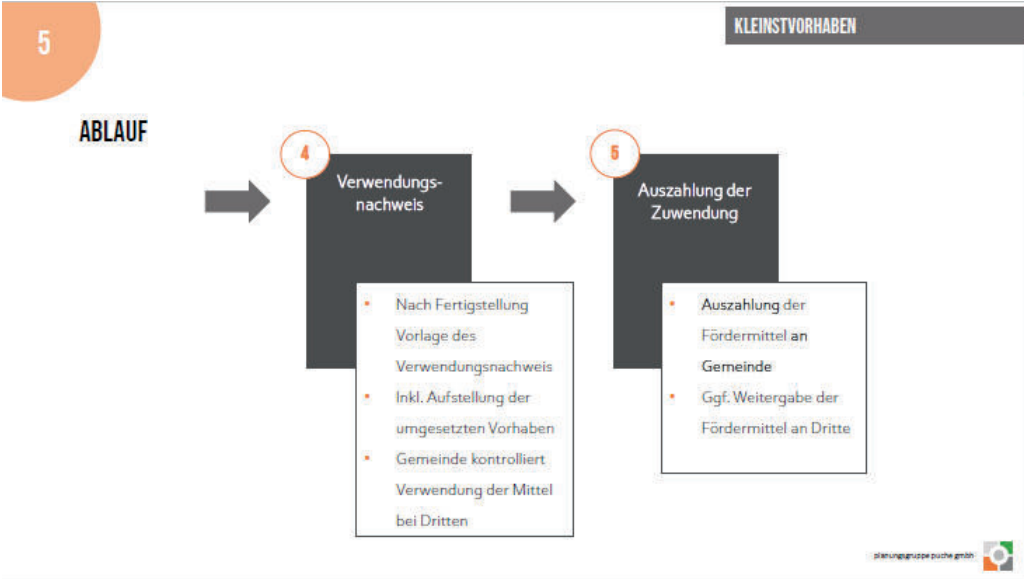 5
KLEINSTVORHABEN
ABLAUF
4
Verwendungs-
nachweis
• Nach Fertigstellung
Vorlage des
Verwendungsnachweis
• Inkl. Aufstellung der
umgesetzten Vorhaben
• Gemeinde kontrolliert
Verwendung der Mittel
bei Dritten
5
Auszahlung der
Zuwendung
• Auszahlung der
Fördermittel an
Gemeinde
• Ggf. Weitergabe der
Fördermittel an Dritte
planungsgruppe puche gmbh